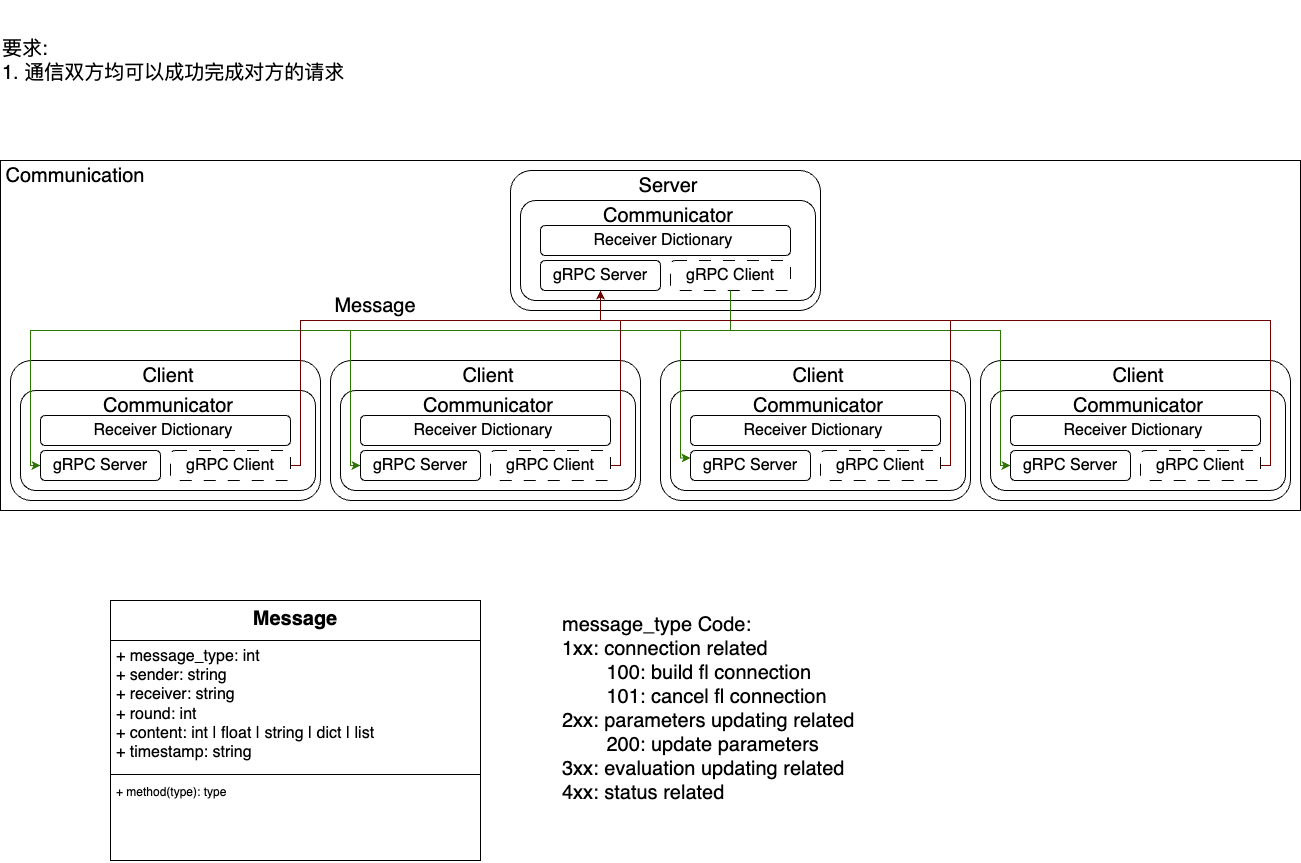 要求:
1. 通信双方均可以成功完成对方的请求
Communication
Server
Communicator
Receiver Dictionary
gRPC Server
gRPC Client
Message
Client
Communicator
Receiver Dictionary
gRPC Server
gRPC Client
Client
Communicator
Receiver Dictionary
gRPC Server
gRPC Client
Client
Communicator
Receiver Dictionary
gRPC Server
gRPC Client
Client
Communicator
Receiver Dictionary
gRPC Server
gRPC Client
Message
+ message_type: int
+ sender: string
+ receiver: string
+ round: int
+ content: int | float | string | dict | list
+ timestamp: string
+ method(type): type
message_type Code:
1xx: connection related
100: build fl connection
101: cancel fl connection
2xx: parameters updating related
200: update parameters
3xx: evaluation updating related
4xx: status related